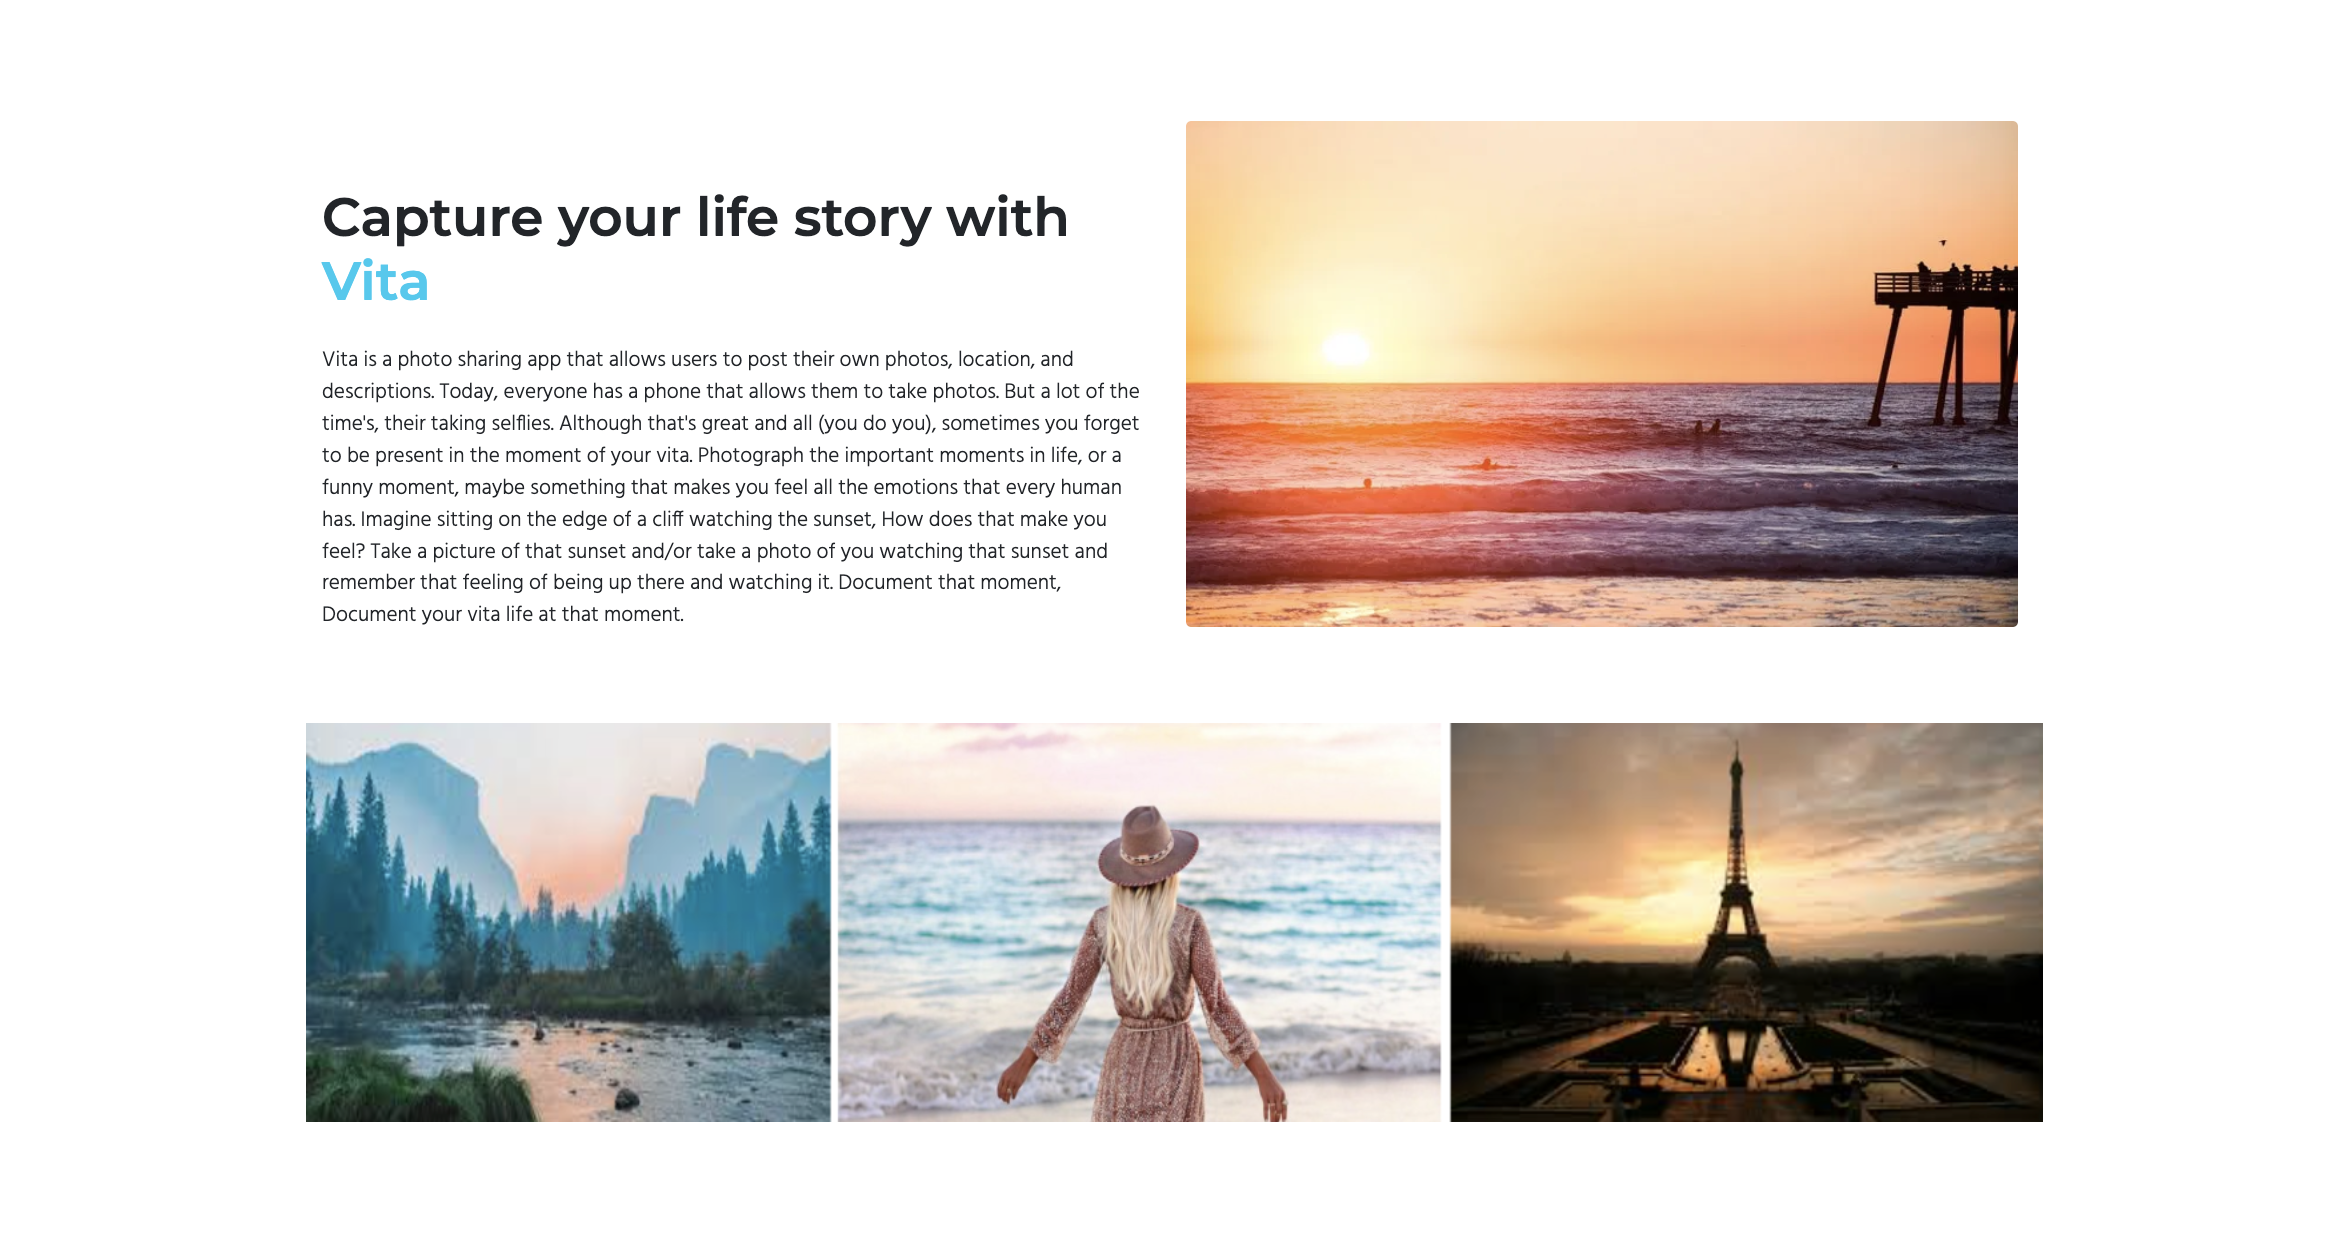 Capture your life story with
Vita
Vita is a photo sharing app that allows users to post their own photos, location, and
descriptions. Today, everyone has a phone that allows them to take photos. But a lot of the
time's, their taking selflies. Although that's great and all (you do you), sometimes you forget
to be present in the moment of your vita. Photograph the important moments in life, or a
funny moment, maybe something that makes you feel all the emotions that every human
has. Imagine sitting on the edge of a cliff watching the sunset, How does that make you
feel? Take a picture of that sunset and/or take a photo of you watching that sunset and
remember that feeling of being up there and watching it. Document that moment,
Document your vita life at that moment.